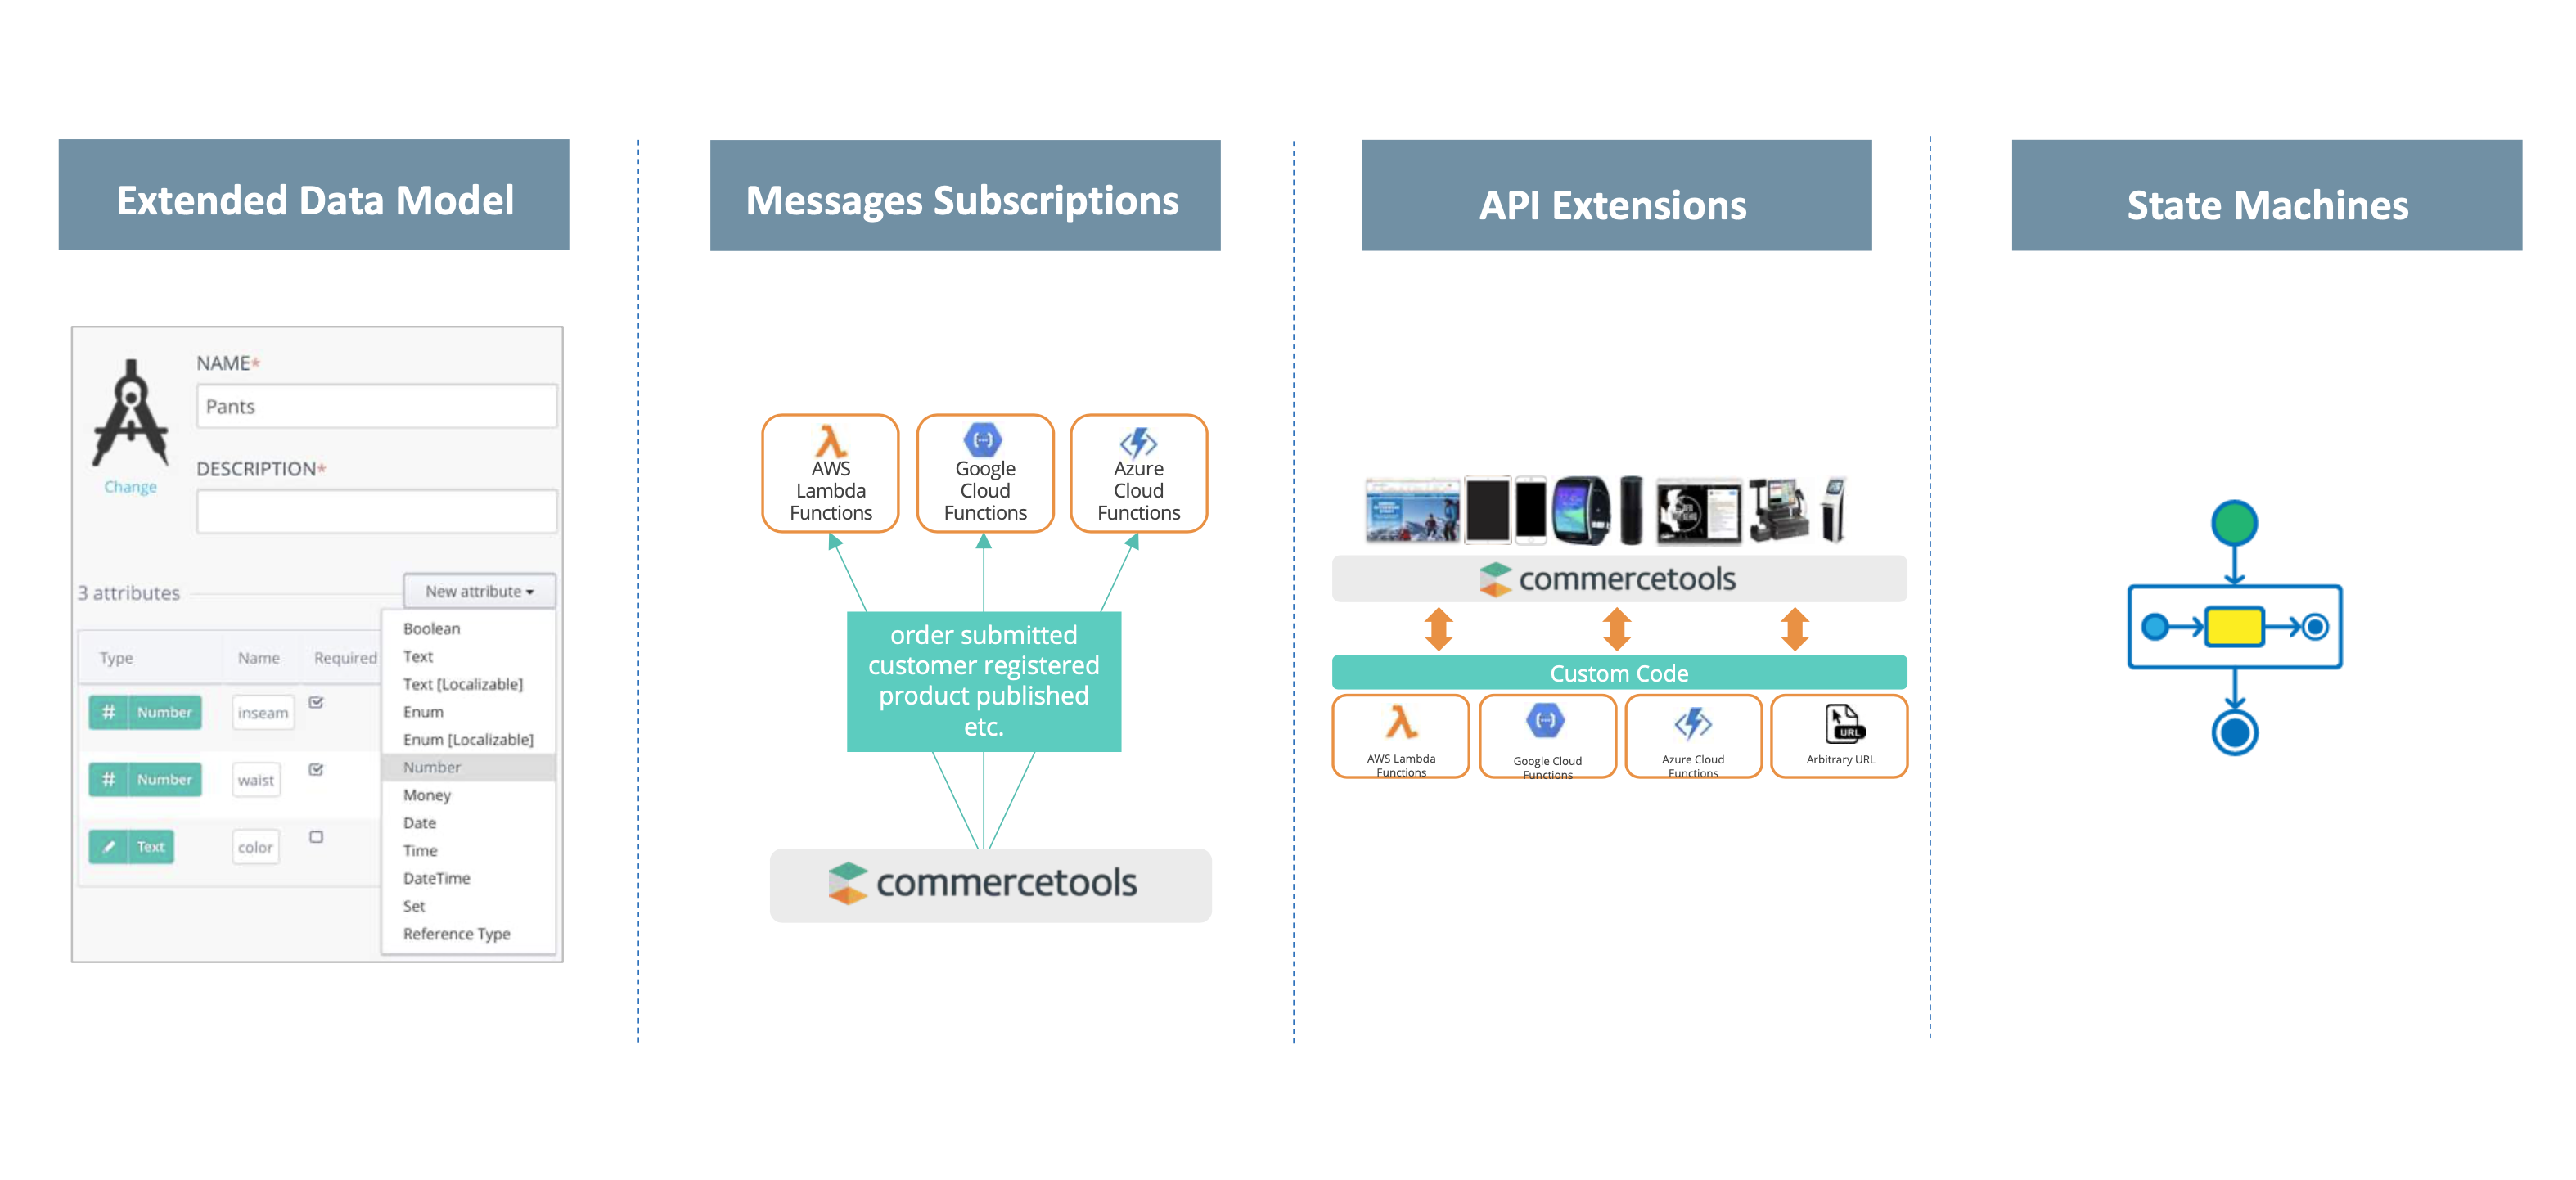 Extended Data Model
NAME*
Pants
Change
DESCRIPTION*
3 attributes
New attribute
Type Name Required
# Number inseam
# Number waist
Text color
Boolean
Text
Text [Localizable]
Enum
Enum [Localizable]
Number
Money
Date
Time
DateTime
Set
Reference Type
Messages Subscriptions
AWS
Lambda
Functions
Google
Cloud
Functions
Azure
Cloud
Functions
order submitted
customer registered
product published
etc.
commercetools
API Extensions
commercetools
Custom Code
AWS Lambda
Functions
Google Cloud
Functions
Azure Cloud
Functions
URL
Arbitrary URL
State Machines